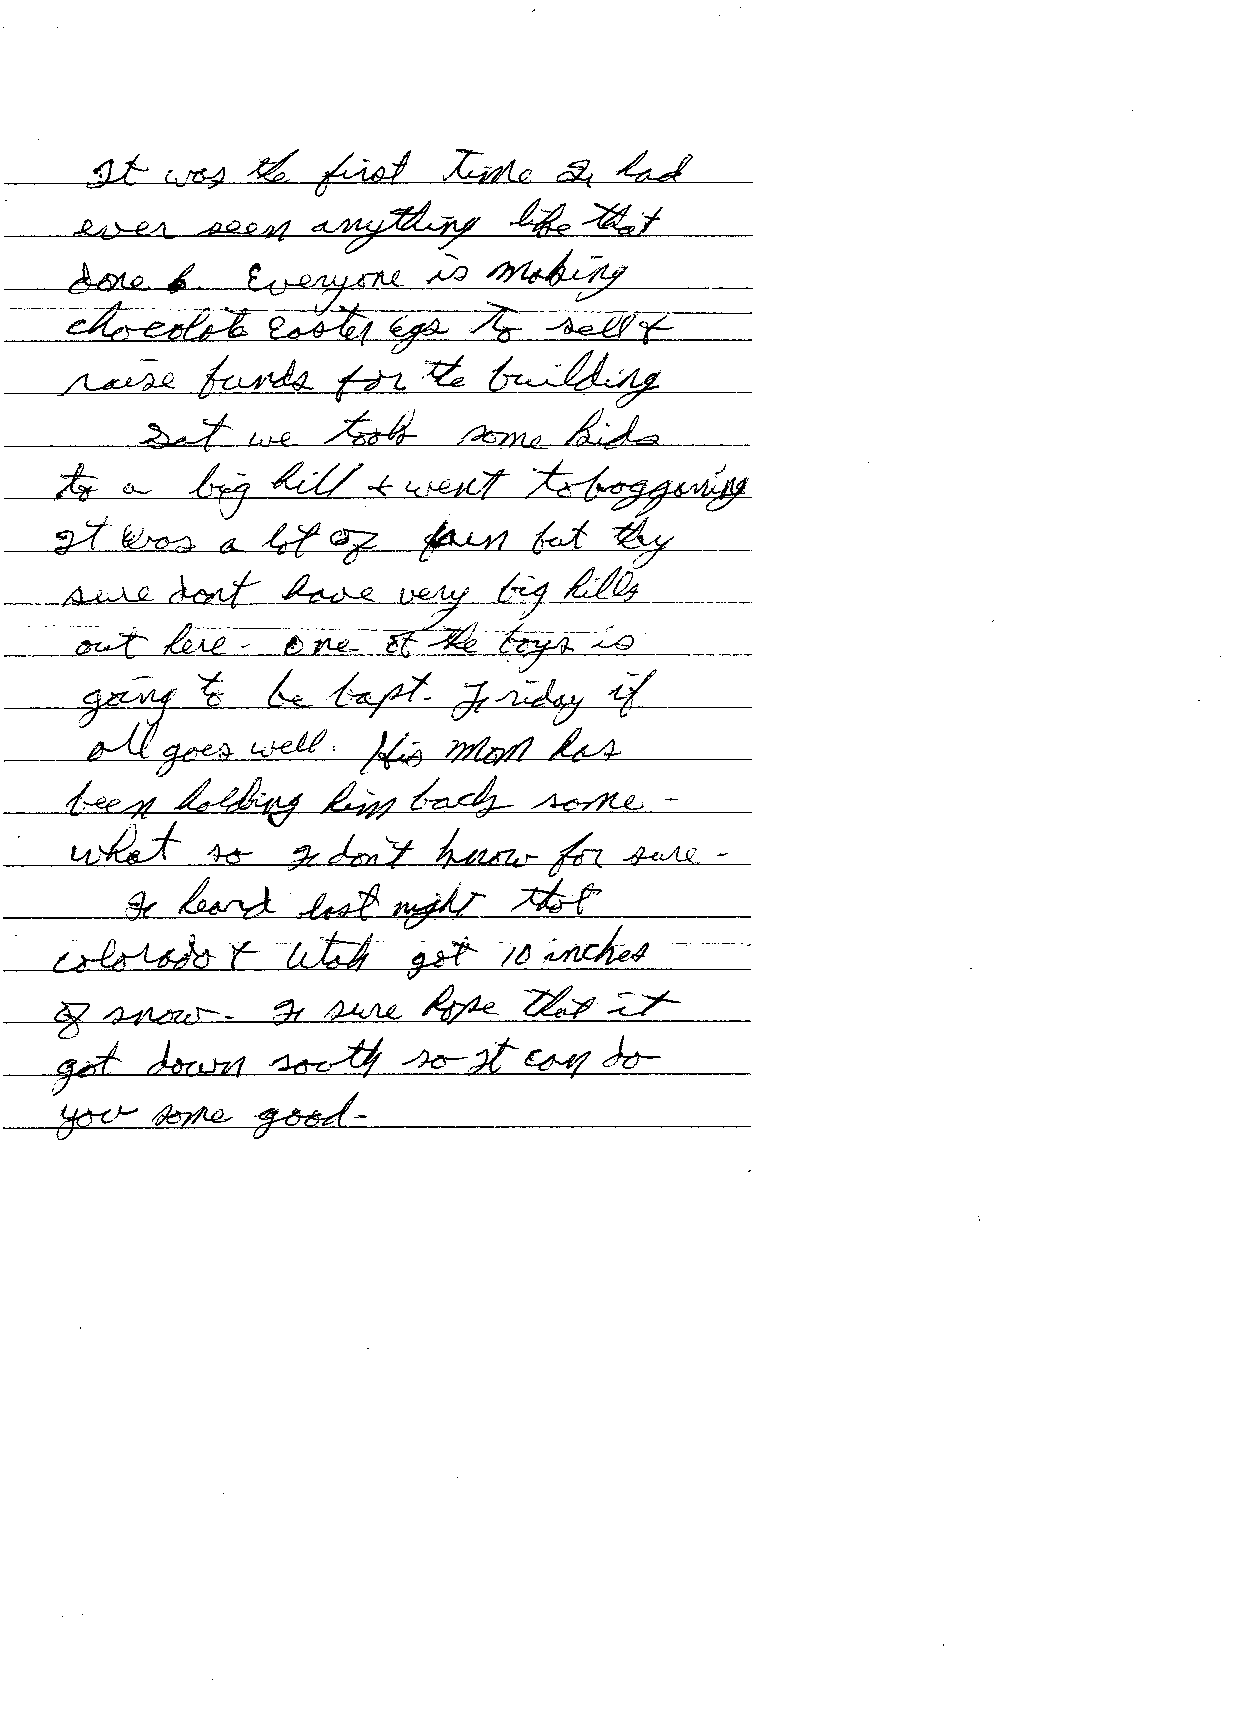 It was the first time I had
ever seen anything like that
done. Everyone is making
chocolate Easter Egs to sell &
raise funds for the building
Sat we took some kids
to a big hill & went tobogganing
It was a lot of fun but thy
sure dont have very big hills
out here - one of the boys is
going to be bapt. Friday if
all goes well. His mom has
been holding him back some -
what so I don't know for sure -
I heard last night that
colorado & Utah got 10 inches
of snow - I sure hope that it
got down south so it can do
you some good -